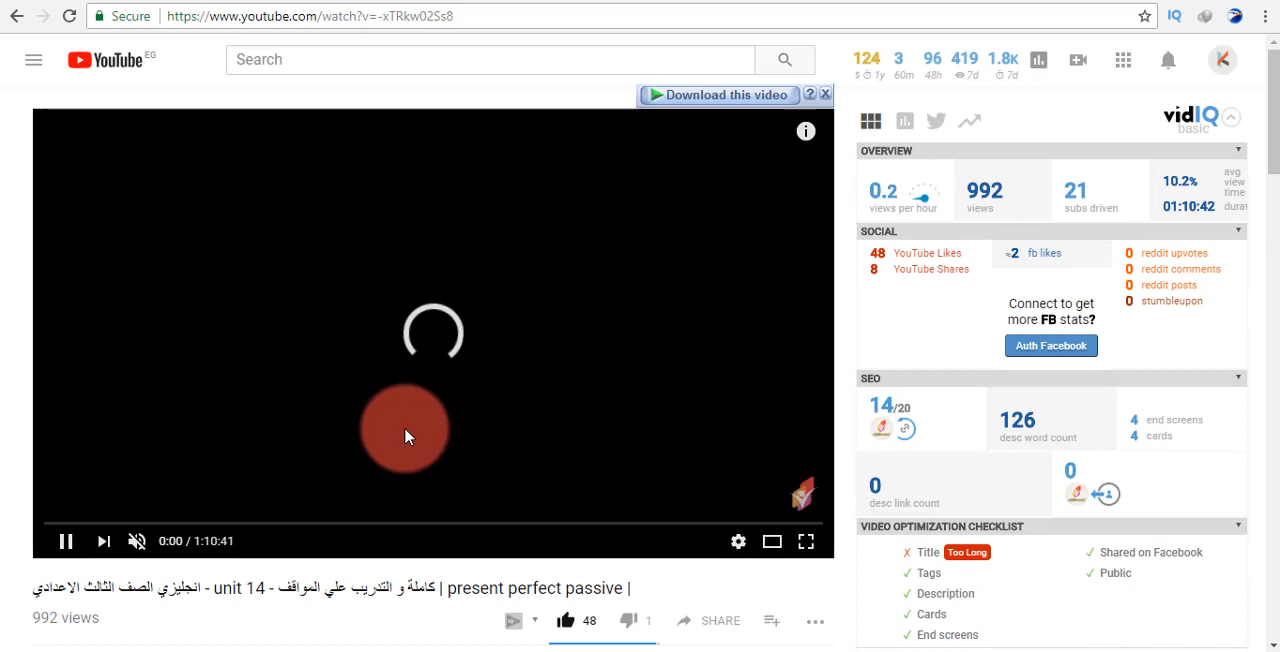 Secure
https://www.youtube.com/watch?v=-xTRkw02Ss8
IQ
YouTube EG
Search
124 3 96 419 1.8K
$ 1y 60m 48h 7d 7d
K
Download this video ? X
vidIQ
basic
OVERVIEW
0.2
views per hour
992
views
21
subs driven
10.2% avg view time
01:10:42 durat
SOCIAL
48 YouTube Likes
8 YouTube Shares
≈2 fb likes
0 reddit upvotes
0 reddit comments
0 reddit posts
0 stumbleupon
Connect to get
more FB stats?
Auth Facebook
SEO
14/20
126
desc word count
4 end screens
4 cards
0
desc link count
0
VIDEO OPTIMIZATION CHECKLIST
✗ Title Too Long
✓ Tags
✓ Description
✓ Cards
✓ End screens
✓ Shared on Facebook
✓ Public
0:00 / 1:10:41
انجليزي الصف الثالث الاعدادي - unit 14 - كاملة و التدريب علي المواقف | present perfect passive |
992 views
48
1
SHARE